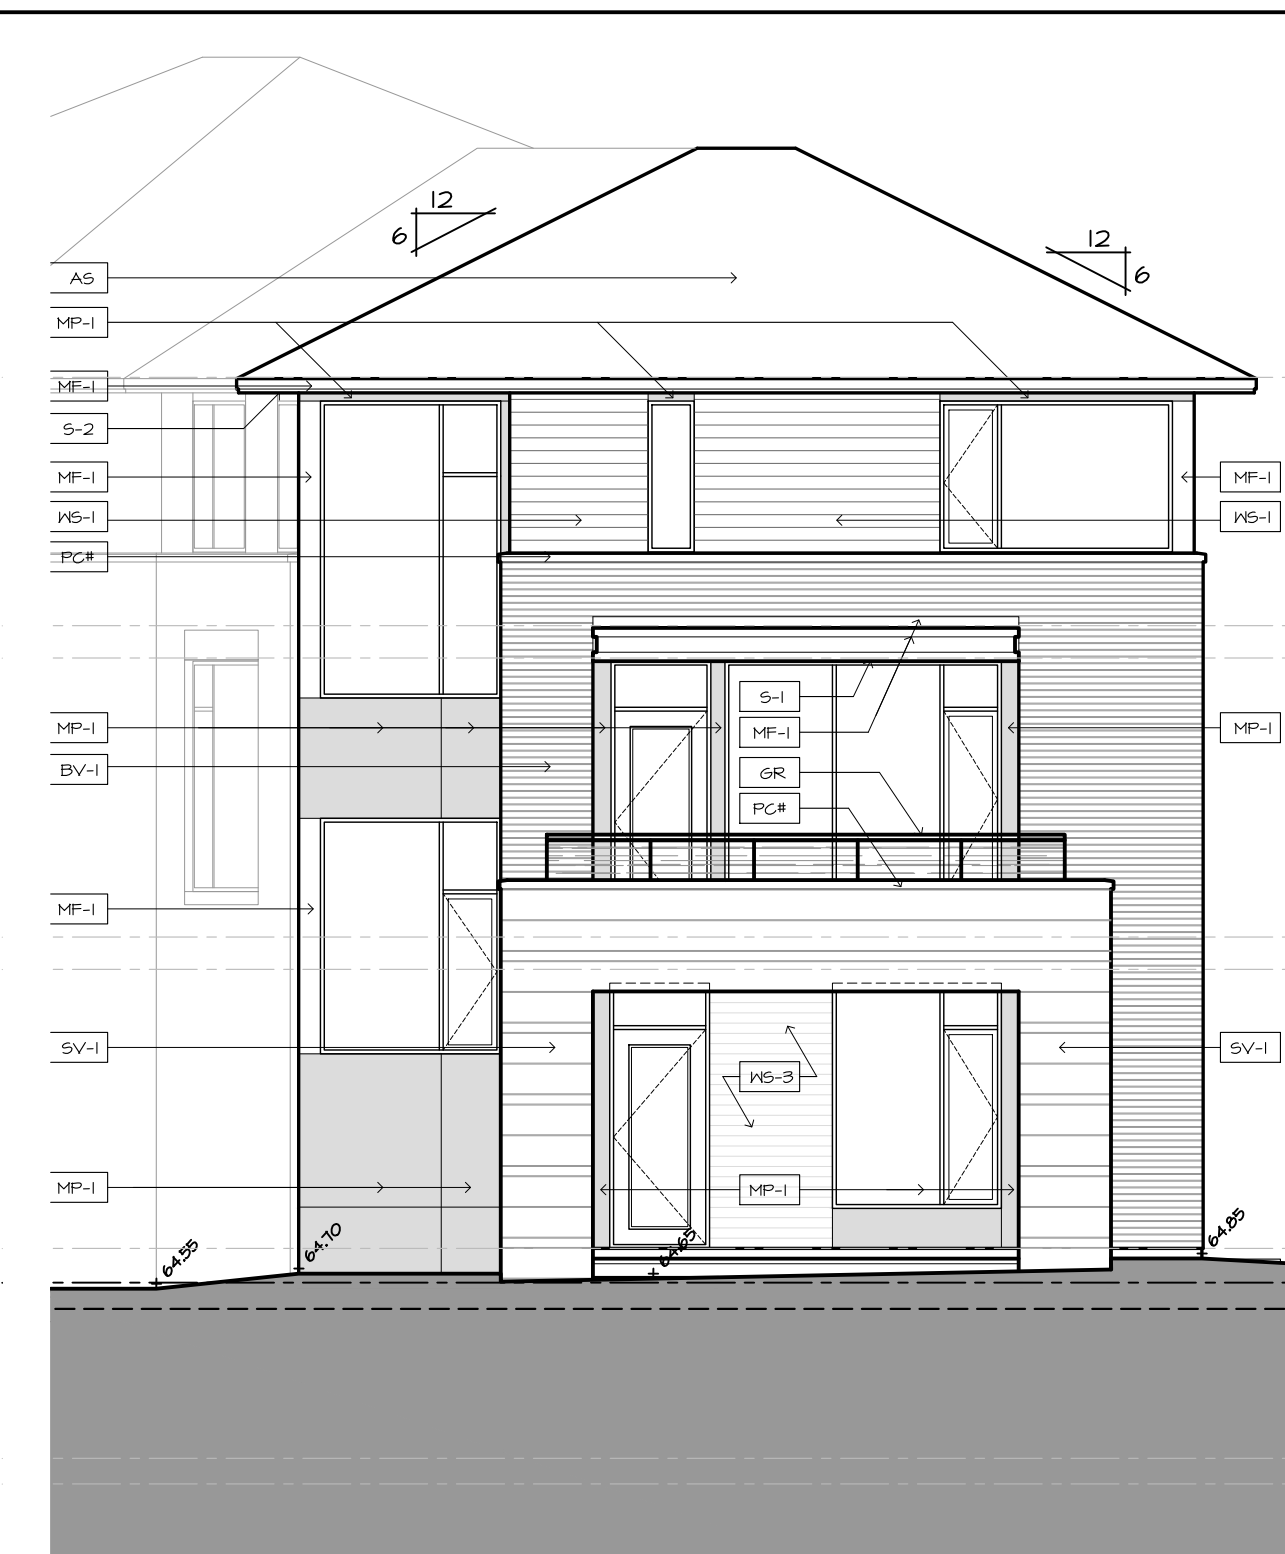 12
6
12
6
AS
MP-1
MF-1
S-2
MF-1
MF-1
WS-1
WS-1
PC#
S-1
MP-1
MF-1
MP-1
BV-1
GR
PC#
MF-1
SV-1
SV-1
WS-3
MP-1
MP-1
64.55
64.70
64.65
64.85